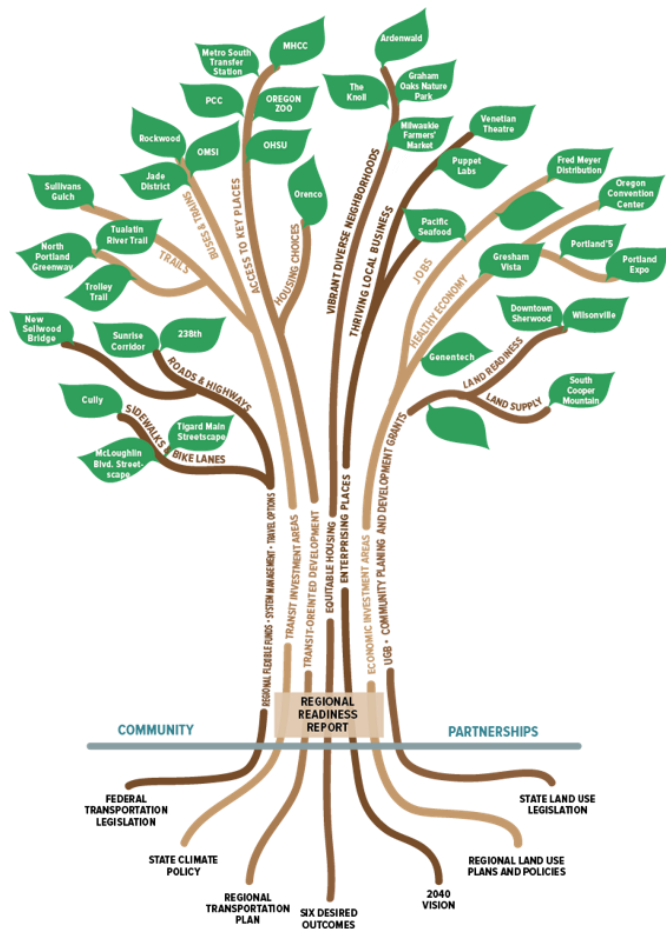 Ardenwald
MHCC
Metro South
Transfer
Station
The
Knoll
Graham
Oaks Nature
Park
PCC
OREGON
ZOO
Milwaukie
Farmers'
Market
Venetian
Theatre
Rockwood
OMSI
OHSU
Puppet
Labs
Fred Meyer
Distribution
Jade
District
Sullivans
Gulch
Orenco
Oregon
Convention
Center
Pacific
Seafood
Tualatin
River Trail
North
Portland
Greenway
Trolley
Trail
Gresham
Vista
Portland'S
Portland
Expo
TRAILS
BUSES & TRAINS
ACCESS TO KEY PLACES
HOUSING CHOICES
VIBRANT DIVERSE NEIGHBORHOODS
THRIVING LOCAL BUSINESS
JOBS
HEALTHY ECONOMY
New
Sellwood
Bridge
Sunrise
Corridor
238th
Downtown
Sherwood
Wilsonville
Genentech
South
Cooper
Mountain
ROADS & HIGHWAYS
LAND READINESS
LAND SUPPLY
Cully
Tigard Main
Streetscape
McLoughlin
Blvd. Street-
scape
SIDEWALKS & BIKE LANES
REGIONAL FLEXIBLE FUNDS • SYSTEM MANAGEMENT • TRAVEL OPTIONS
TRANSIT INVESTMENT AREAS
TRANSIT-OREINTED DEVELOPMENT
EQUITABLE HOUSING
ENTERPRISING PLACES
ECONOMIC INVESTMENT AREAS
UGB • COMMUNITY PLANING AND DEVELOPMENT GRANTS
REGIONAL
READINESS
REPORT
COMMUNITY
PARTNERSHIPS
FEDERAL
TRANSPORTATION
LEGISLATION
STATE LAND USE
LEGISLATION
STATE CLIMATE
POLICY
REGIONAL LAND USE
PLANS AND POLICIES
REGIONAL
TRANSPORTATION
PLAN
SIX DESIRED
OUTCOMES
2040
VISION